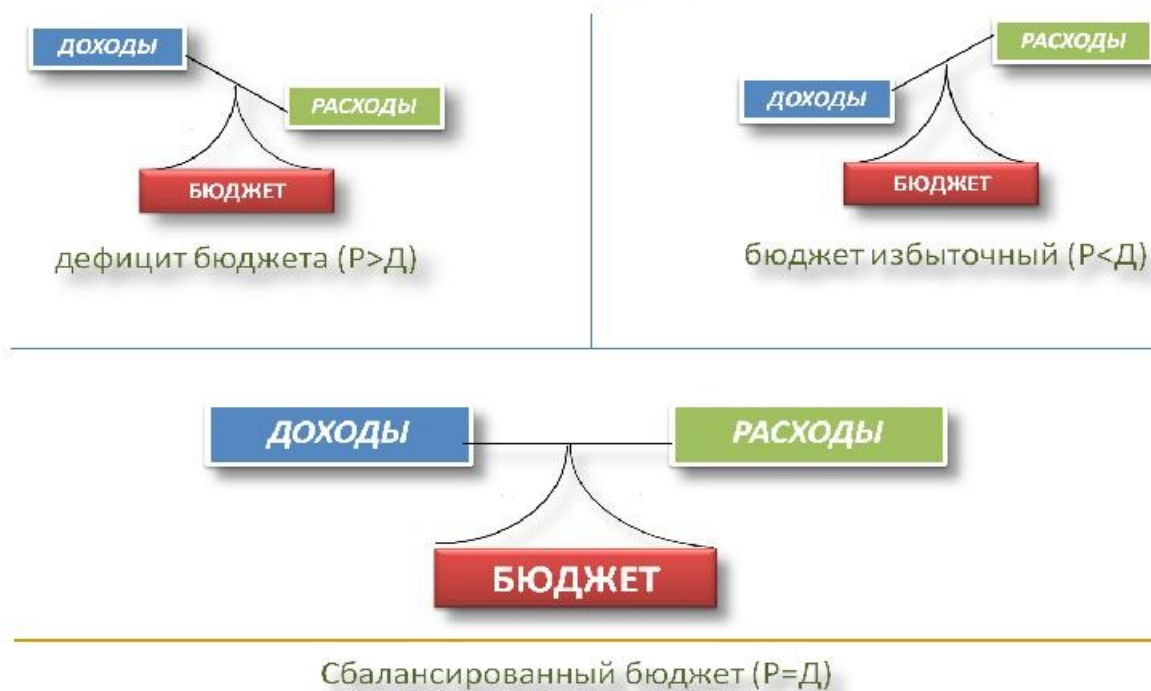 ДОХОДЫ
РАСХОДЫ
БЮДЖЕТ
дефицит бюджета (Р>Д)
РАСХОДЫ
ДОХОДЫ
БЮДЖЕТ
бюджет избыточный (Р<Д)
ДОХОДЫ
РАСХОДЫ
БЮДЖЕТ
Сбалансированный бюджет (Р=Д)